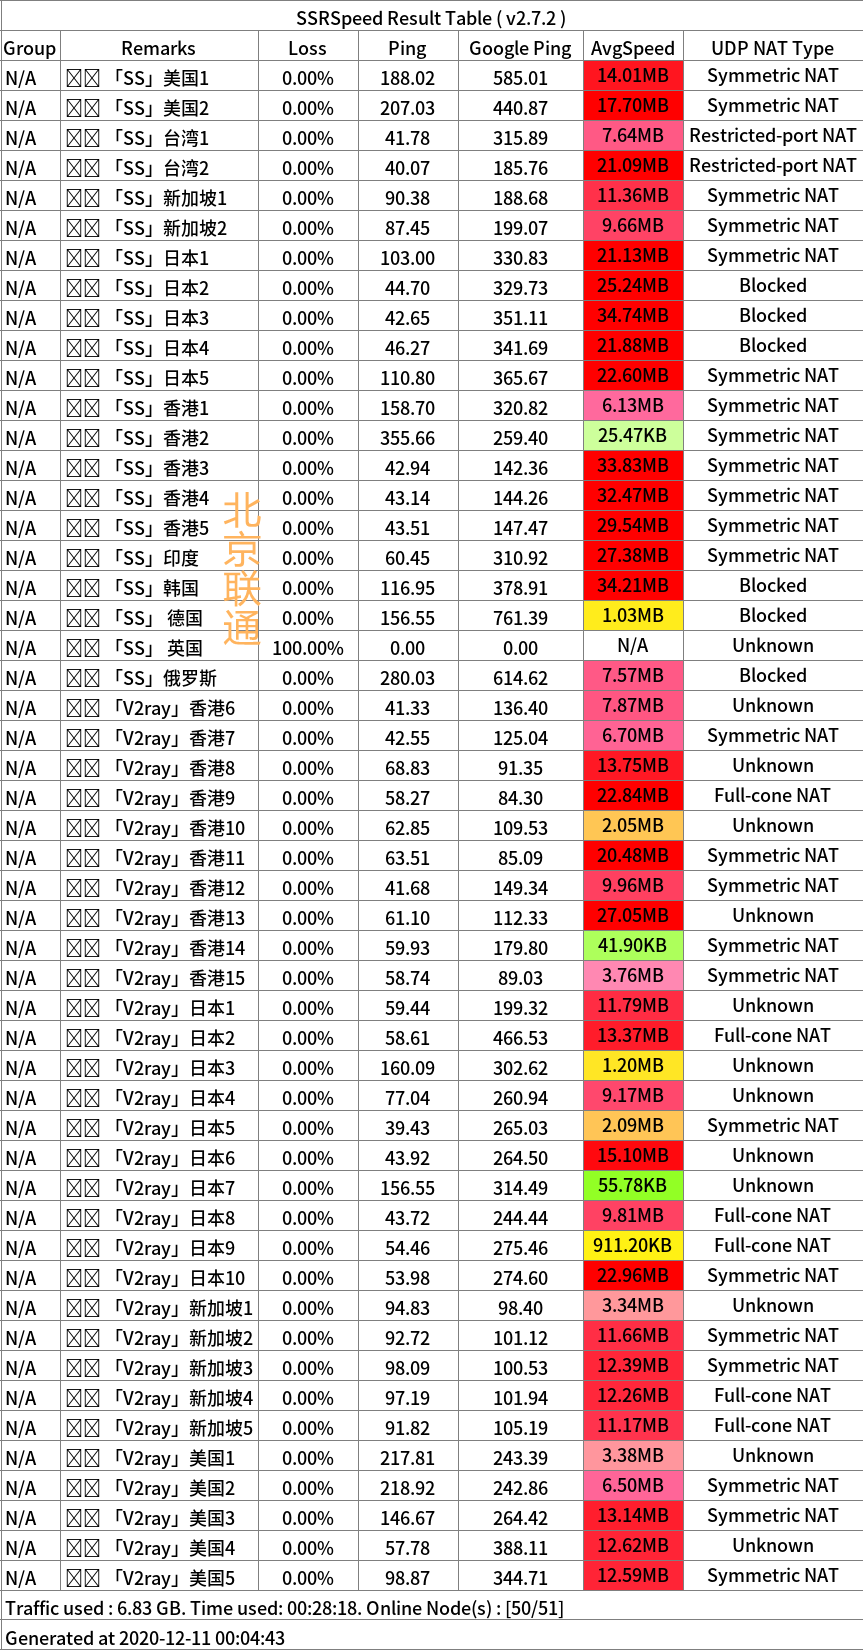 SSRSpeed Result Table ( v2.7.2 )
Group Remarks Loss Ping Google Ping AvgSpeed UDP NAT Type
N/A 「SS」美国1 0.00% 188.02 585.01 14.01MB Symmetric NAT
N/A 「SS」美国2 0.00% 207.03 440.87 17.70MB Symmetric NAT
N/A 「SS」台湾1 0.00% 41.78 315.89 7.64MB Restricted-port NAT
N/A 「SS」台湾2 0.00% 40.07 185.76 21.09MB Restricted-port NAT
N/A 「SS」新加坡1 0.00% 90.38 188.68 11.36MB Symmetric NAT
N/A 「SS」新加坡2 0.00% 87.45 199.07 9.66MB Symmetric NAT
N/A 「SS」日本1 0.00% 103.00 330.83 21.13MB Symmetric NAT
N/A 「SS」日本2 0.00% 44.70 329.73 25.24MB Blocked
N/A 「SS」日本3 0.00% 42.65 351.11 34.74MB Blocked
N/A 「SS」日本4 0.00% 46.27 341.69 21.88MB Blocked
N/A 「SS」日本5 0.00% 110.80 365.67 22.60MB Symmetric NAT
N/A 「SS」香港1 0.00% 158.70 320.82 6.13MB Symmetric NAT
N/A 「SS」香港2 0.00% 355.66 259.40 25.47KB Symmetric NAT
N/A 「SS」香港3 0.00% 42.94 142.36 33.83MB Symmetric NAT
N/A 「SS」香港4 0.00% 43.14 144.26 32.47MB Symmetric NAT
N/A 「SS」香港5 0.00% 43.51 147.47 29.54MB Symmetric NAT
N/A 「SS」印度 0.00% 60.45 310.92 27.38MB Symmetric NAT
N/A 「SS」韩国 0.00% 116.95 378.91 34.21MB Blocked
N/A 「SS」 德国 0.00% 156.55 761.39 1.03MB Blocked
N/A 「SS」 英国 100.00% 0.00 0.00 N/A Unknown
N/A 「SS」俄罗斯 0.00% 280.03 614.62 7.57MB Blocked
N/A 「V2ray」香港6 0.00% 41.33 136.40 7.87MB Unknown
N/A 「V2ray」香港7 0.00% 42.55 125.04 6.70MB Symmetric NAT
N/A 「V2ray」香港8 0.00% 68.83 91.35 13.75MB Unknown
N/A 「V2ray」香港9 0.00% 58.27 84.30 22.84MB Full-cone NAT
N/A 「V2ray」香港10 0.00% 62.85 109.53 2.05MB Unknown
N/A 「V2ray」香港11 0.00% 63.51 85.09 20.48MB Symmetric NAT
N/A 「V2ray」香港12 0.00% 41.68 149.34 9.96MB Symmetric NAT
N/A 「V2ray」香港13 0.00% 61.10 112.33 27.05MB Unknown
N/A 「V2ray」香港14 0.00% 59.93 179.80 41.90KB Symmetric NAT
N/A 「V2ray」香港15 0.00% 58.74 89.03 3.76MB Symmetric NAT
N/A 「V2ray」日本1 0.00% 59.44 199.32 11.79MB Unknown
N/A 「V2ray」日本2 0.00% 58.61 466.53 13.37MB Full-cone NAT
N/A 「V2ray」日本3 0.00% 160.09 302.62 1.20MB Unknown
N/A 「V2ray」日本4 0.00% 77.04 260.94 9.17MB Unknown
N/A 「V2ray」日本5 0.00% 39.43 265.03 2.09MB Symmetric NAT
N/A 「V2ray」日本6 0.00% 43.92 264.50 15.10MB Unknown
N/A 「V2ray」日本7 0.00% 156.55 314.49 55.78KB Unknown
N/A 「V2ray」日本8 0.00% 43.72 244.44 9.81MB Full-cone NAT
N/A 「V2ray」日本9 0.00% 54.46 275.46 911.20KB Full-cone NAT
N/A 「V2ray」日本10 0.00% 53.98 274.60 22.96MB Symmetric NAT
N/A 「V2ray」新加坡1 0.00% 94.83 98.40 3.34MB Unknown
N/A 「V2ray」新加坡2 0.00% 92.72 101.12 11.66MB Symmetric NAT
N/A 「V2ray」新加坡3 0.00% 98.09 100.53 12.39MB Symmetric NAT
N/A 「V2ray」新加坡4 0.00% 97.19 101.94 12.26MB Full-cone NAT
N/A 「V2ray」新加坡5 0.00% 91.82 105.19 11.17MB Full-cone NAT
N/A 「V2ray」美国1 0.00% 217.81 243.39 3.38MB Unknown
N/A 「V2ray」美国2 0.00% 218.92 242.86 6.50MB Symmetric NAT
N/A 「V2ray」美国3 0.00% 146.67 264.42 13.14MB Symmetric NAT
N/A 「V2ray」美国4 0.00% 57.78 388.11 12.62MB Unknown
N/A 「V2ray」美国5 0.00% 98.87 344.71 12.59MB Symmetric NAT
Traffic used : 6.83 GB. Time used: 00:28:18. Online Node(s) : [50/51]
Generated at 2020-12-11 00:04:43
北京联通